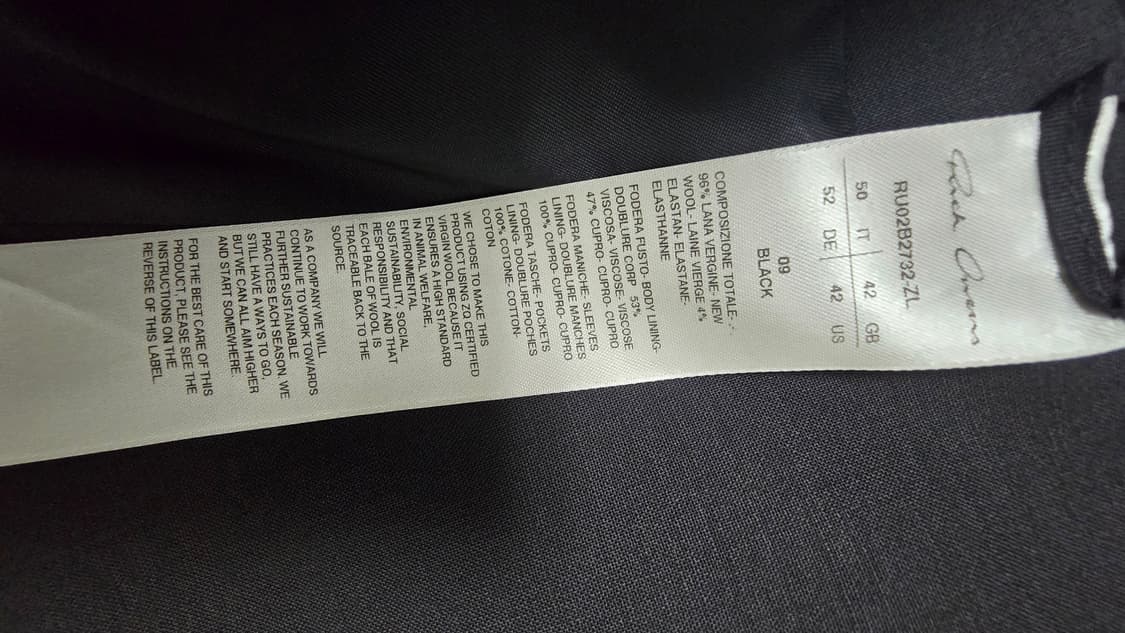 Rick Owens
RU02B2732-ZL
50 IT 42 GB
52 DE 42 US
09
BLACK
COMPOSIZIONE TOTALE-.-
96% LANA VERGINE- NEW
WOOL- LAINE VIERGE 4%
ELASTAN- ELASTANE-
ELASTHANNE
FODERA FUSTO- BODY LINING-
DOUBLURE CORP 53%
VISCOSA- VISCOSE- VISCOSE
47% CUPRO- CUPRO- CUPRO
FODERA MANICHE- SLEEVES
LINING- DOUBLURE MANCHES
100% CUPRO- CUPRO- CUPRO
FODERA TASCHE- POCKETS
LINING- DOUBLURE POCHES
100% COTONE- COTTON-
COTON
WE CHOSE TO MAKE THIS
PRODUCT USING ZQ CERTIFIED
VIRGIN WOOL BECAUSE IT
ENSURES A HIGH STANDARD
IN ANIMAL WELFARE,
ENVIRONMENTAL
SUSTAINABILITY, SOCIAL
RESPONSIBILITY AND THAT
EACH BALE OF WOOL IS
TRACEABLE BACK TO THE
SOURCE.
AS A COMPANY WE WILL
CONTINUE TO WORK TOWARDS
FURTHER SUSTAINABLE
PRACTICES EACH SEASON. WE
STILL HAVE A WAYS TO GO,
BUT WE CAN ALL AIM HIGHER
AND START SOMEWHERE.
FOR THE BEST CARE OF THIS
PRODUCT, PLEASE SEE THE
INSTRUCTIONS ON THE
REVERSE OF THIS LABEL.